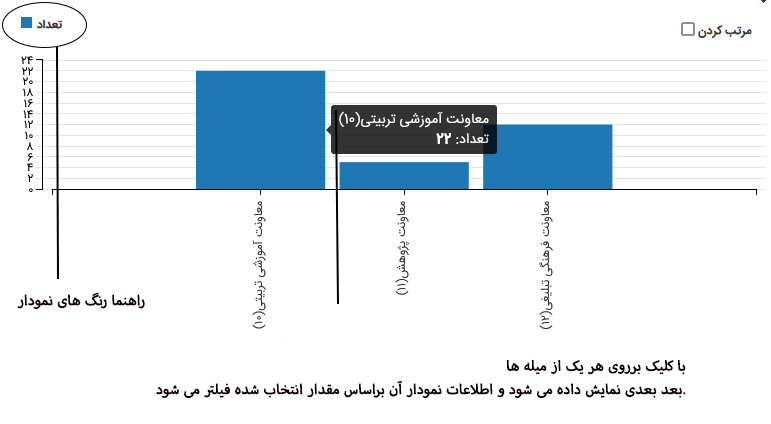 تعداد
مرتب کردن
۲۴
۲۲
۲۰
۱۸
۱۶
۱۴
۱۲
۱۰
۸
۶
۴
۲
۰
معاونت آموزشی تربیتی(۱۰)
تعداد: ۲۲
معاونت آموزشی تربیتی(۱۰)
معاونت پژوهش(۱۱)
معاونت فرهنگی تبلیغی(۱۲)
راهنما رنگ های نمودار
با کلیک برروی هر یک از میله ها
بعد بعدی نمایش داده می شود و اطلاعات نمودار آن براساس مقدار انتخاب شده فیلتر می شود.